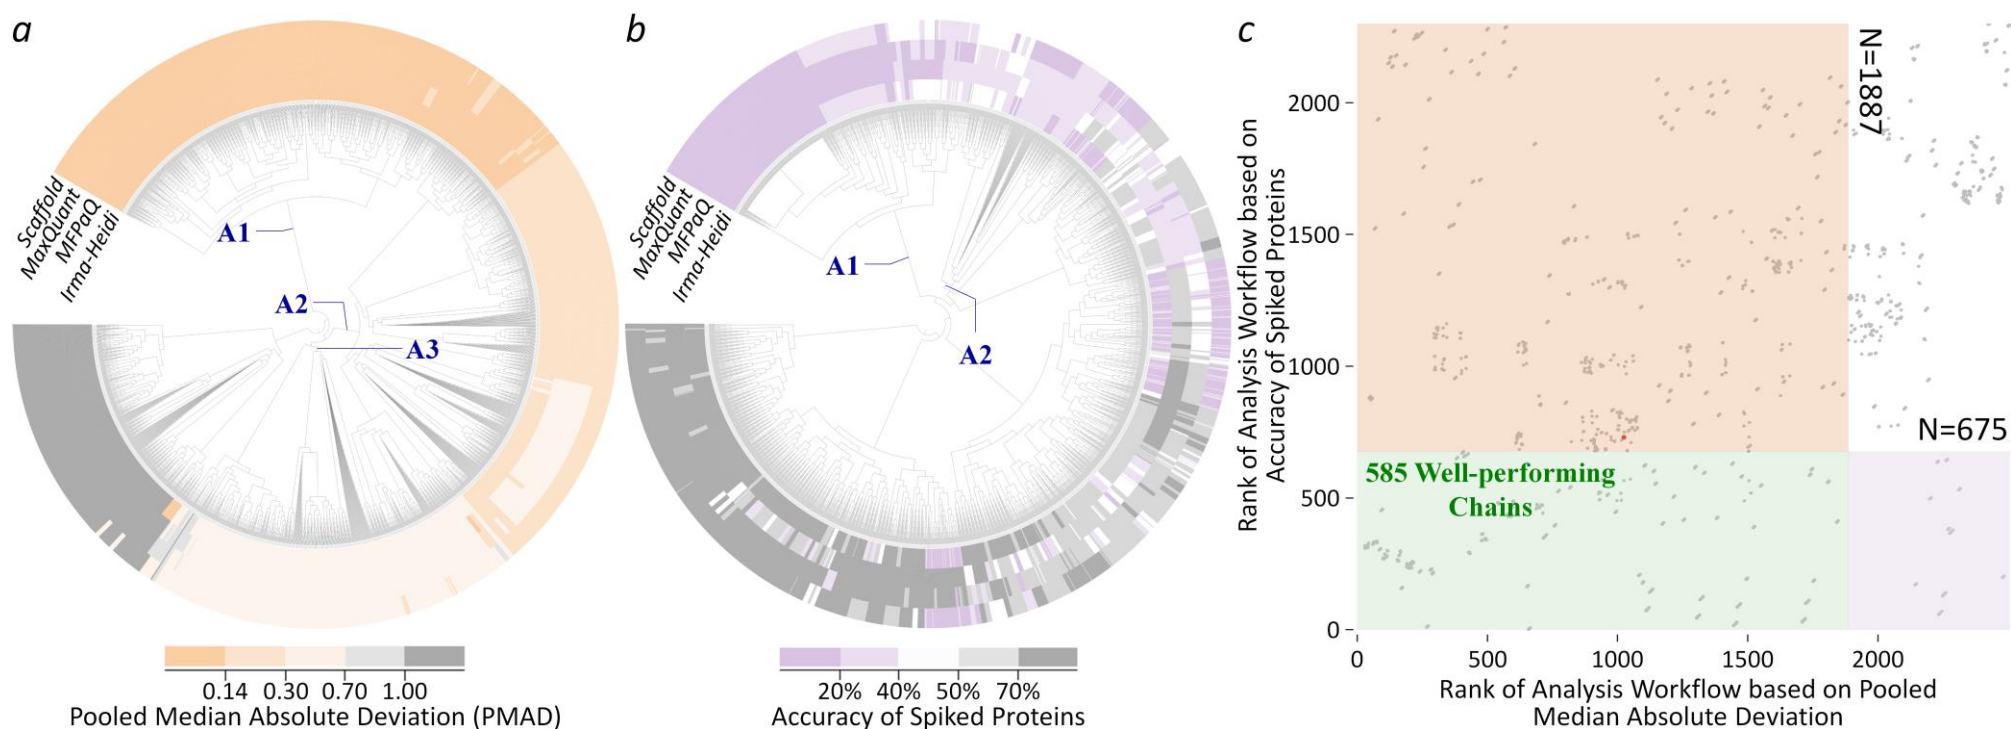 a
Scaffold
MaxQuant
MFPaQ
Irma-Heidi
A1
A2
A3
0.14 0.30 0.70 1.00
Pooled Median Absolute Deviation (PMAD)
b
Scaffold
MaxQuant
MFPaQ
Irma-Heidi
A1
A2
20% 40% 50% 70%
Accuracy of Spiked Proteins
c
Rank of Analysis Workflow based on
Accuracy of Spiked Proteins
2000
1500
1000
500
0
N=1887
N=675
585 Well-performing
Chains
0 500 1000 1500 2000
Rank of Analysis Workflow based on Pooled
Median Absolute Deviation